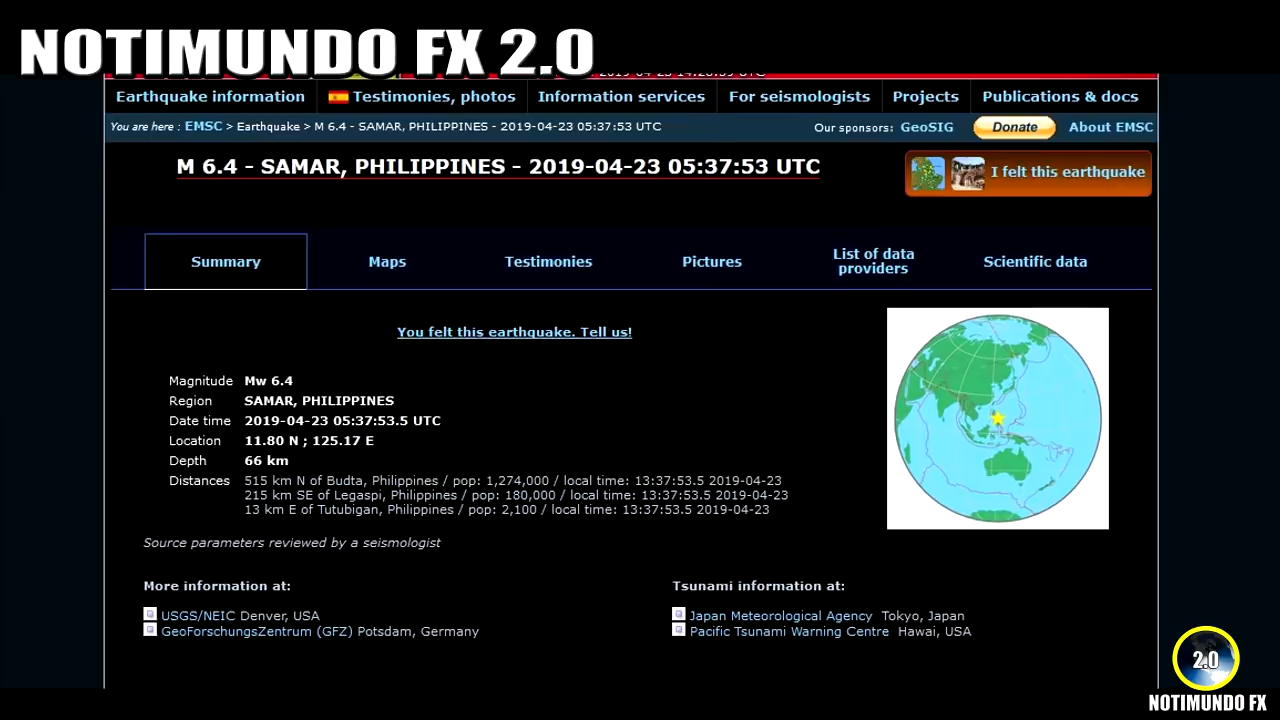 NOTIMUNDO FX 2.0
Earthquake information Testimonies, photos Information services For seismologists Projects Publications & docs
You are here : EMSC > Earthquake > M 6.4 - SAMAR, PHILIPPINES - 2019-04-23 05:37:53 UTC Our sponsors: GeoSIG Donate About EMSC
M 6.4 - SAMAR, PHILIPPINES - 2019-04-23 05:37:53 UTC
I felt this earthquake
Summary Maps Testimonies Pictures List of data providers Scientific data
You felt this earthquake. Tell us!
Magnitude Mw 6.4
Region SAMAR, PHILIPPINES
Date time 2019-04-23 05:37:53.5 UTC
Location 11.80 N ; 125.17 E
Depth 66 km
Distances 515 km N of Budta, Philippines / pop: 1,274,000 / local time: 13:37:53.5 2019-04-23
215 km SE of Legaspi, Philippines / pop: 180,000 / local time: 13:37:53.5 2019-04-23
13 km E of Tutubigan, Philippines / pop: 2,100 / local time: 13:37:53.5 2019-04-23
Source parameters reviewed by a seismologist
More information at: Tsunami information at:
USGS/NEIC Denver, USA Japan Meteorological Agency Tokyo, Japan
GeoForschungsZentrum (GFZ) Potsdam, Germany Pacific Tsunami Warning Centre Hawai, USA
2.0
NOTIMUNDO FX